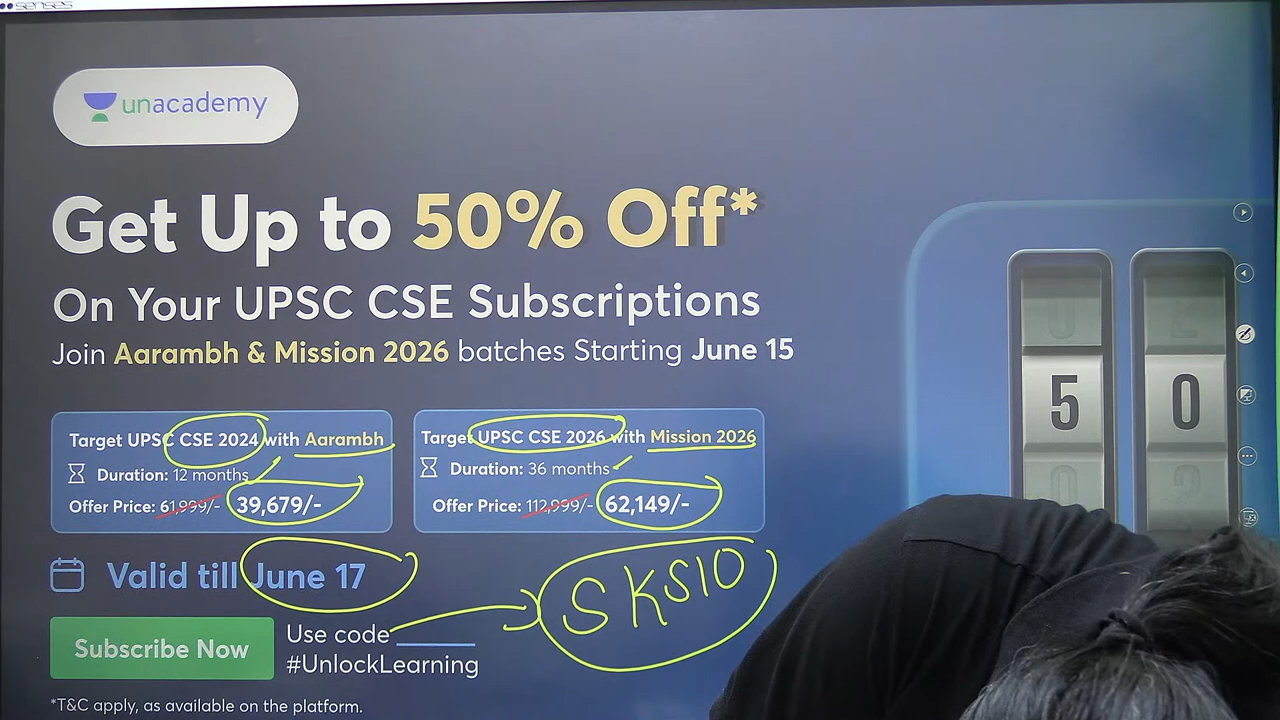 senses
unacademy
Get Up to 50% Off*
On Your UPSC CSE Subscriptions
Join Aarambh & Mission 2026 batches Starting June 15
Target UPSC CSE 2024 with Aarambh
Duration: 12 months
Offer Price: 61,999/- 39,679/-
Target UPSC CSE 2026 with Mission 2026
Duration: 36 months
Offer Price: 112,999/- 62,149/-
5 0
Valid till June 17
SKS10
Subscribe Now
Use code
#UnlockLearning
*T&C apply, as available on the platform.